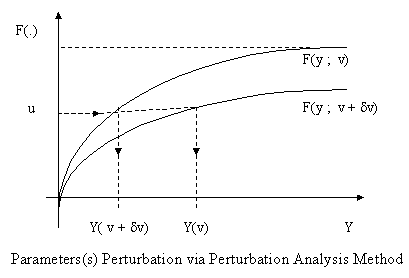 F(.)
F(y ; v)
u
F(y ; v + δv)
Y( v + δv) Y(v) Y
Parameters(s) Perturbation via Perturbation Analysis Method